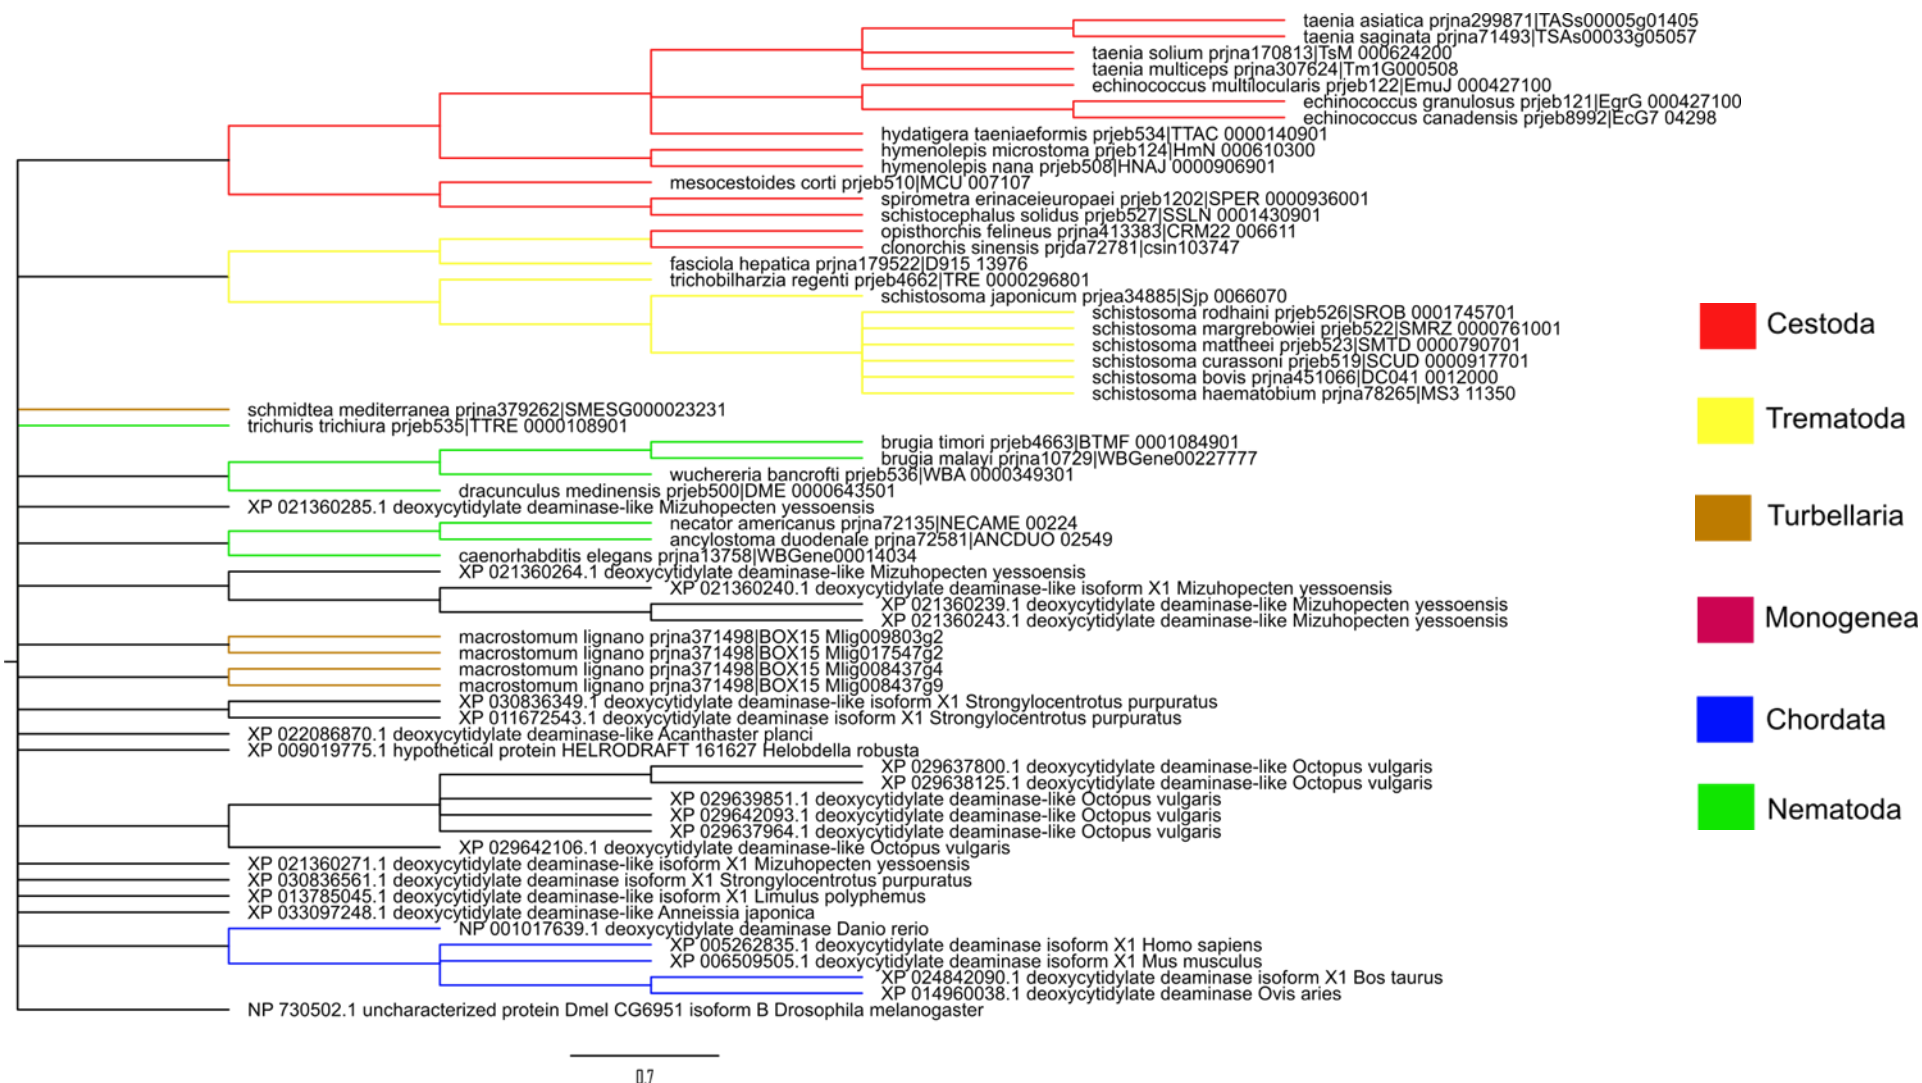 taenia asiatica prjna299871|TASs00005g01405
taenia saginata prjna71493|TSAs00033g05057
taenia solium prjna170813|TsM 000624200
taenia multiceps prjna307624|Tm1G000508
echinococcus multilocularis prjeb122|EmuJ 000427100
echinococcus granulosus prjeb121|EgrG 000427100
echinococcus canadensis prjeb8992|EcG7 04298
hydatigera taeniaeformis prjeb534|TTAC 0000140901
hymenolepis microstoma prjeb124|HmN 000610300
hymenolepis nana prjeb508|HNAJ 0000906901
mesocestoides corti prjeb510|MCU 007107
spirometra erinaceieuropaei prjeb1202|SPER 0000936001
schistocephalus solidus prjeb527|SSLN 0001430901
opisthorchis felineus prjna413383|CRM22 006611
clonorchis sinensis prjda72781|csin103747
fasciola hepatica prjna179522|D915 13976
trichobilharzia regenti prjeb4662|TRE 0000296801
schistosoma japonicum prjea34885|Sjp 0066070
schistosoma rodhaini prjeb526|SROB 0001745701
schistosoma margrebowiei prjeb522|SMRZ 0000761001
schistosoma mattheei prjeb523|SMTD 0000790701
schistosoma curassoni prjeb519|SCUD 0000917701
schistosoma bovis prjna451066|DC041 0012000
schistosoma haematobium prjna78265|MS3 11350
schmidtea mediterranea prjna379262|SMESG000023231
trichuris trichiura prjeb535|TTRE 0000108901
brugia timori prjeb4663|BTMF 0001084901
brugia malayi prjna10729|WBGene00227777
wuchereria bancrofti prjeb536|WBA 0000349301
dracunculus medinensis prjeb500|DME 0000643501
XP 021360285.1 deoxycytidylate deaminase-like Mizuhopecten yessoensis
necator americanus prjna72135|NECAME 00224
ancylostoma duodenale prjna72581|ANCDUO 02549
caenorhabditis elegans prjna13758|WBGene00014034
XP 021360264.1 deoxycytidylate deaminase-like Mizuhopecten yessoensis
XP 021360240.1 deoxycytidylate deaminase-like isoform X1 Mizuhopecten yessoensis
XP 021360239.1 deoxycytidylate deaminase-like Mizuhopecten yessoensis
XP 021360243.1 deoxycytidylate deaminase-like Mizuhopecten yessoensis
macrostomum lignano prjna371498|BOX15 Mlig009803g2
macrostomum lignano prjna371498|BOX15 Mlig017547g2
macrostomum lignano prjna371498|BOX15 Mlig008437g4
macrostomum lignano prjna371498|BOX15 Mlig008437g9
XP 030836349.1 deoxycytidylate deaminase-like isoform X1 Strongylocentrotus purpuratus
XP 011672543.1 deoxycytidylate deaminase isoform X1 Strongylocentrotus purpuratus
XP 022086870.1 deoxycytidylate deaminase-like Acanthaster planci
XP 009019775.1 hypothetical protein HELRODRAFT 161627 Helobdella robusta
XP 029637800.1 deoxycytidylate deaminase-like Octopus vulgaris
XP 029638125.1 deoxycytidylate deaminase-like Octopus vulgaris
XP 029639851.1 deoxycytidylate deaminase-like Octopus vulgaris
XP 029642093.1 deoxycytidylate deaminase-like Octopus vulgaris
XP 029637964.1 deoxycytidylate deaminase-like Octopus vulgaris
XP 029642106.1 deoxycytidylate deaminase-like Octopus vulgaris
XP 021360271.1 deoxycytidylate deaminase-like isoform X1 Mizuhopecten yessoensis
XP 030836561.1 deoxycytidylate deaminase isoform X1 Strongylocentrotus purpuratus
XP 013785045.1 deoxycytidylate deaminase-like isoform X1 Limulus polyphemus
XP 033097248.1 deoxycytidylate deaminase-like Anneissia japonica
NP 001017639.1 deoxycytidylate deaminase Danio rerio
XP 005262835.1 deoxycytidylate deaminase isoform X1 Homo sapiens
XP 006509505.1 deoxycytidylate deaminase isoform X1 Mus musculus
XP 024842090.1 deoxycytidylate deaminase isoform X1 Bos taurus
XP 014960038.1 deoxycytidylate deaminase Ovis aries
NP 730502.1 uncharacterized protein Dmel CG6951 isoform B Drosophila melanogaster
0.7
Cestoda
Trematoda
Turbellaria
Monogenea
Chordata
Nematoda